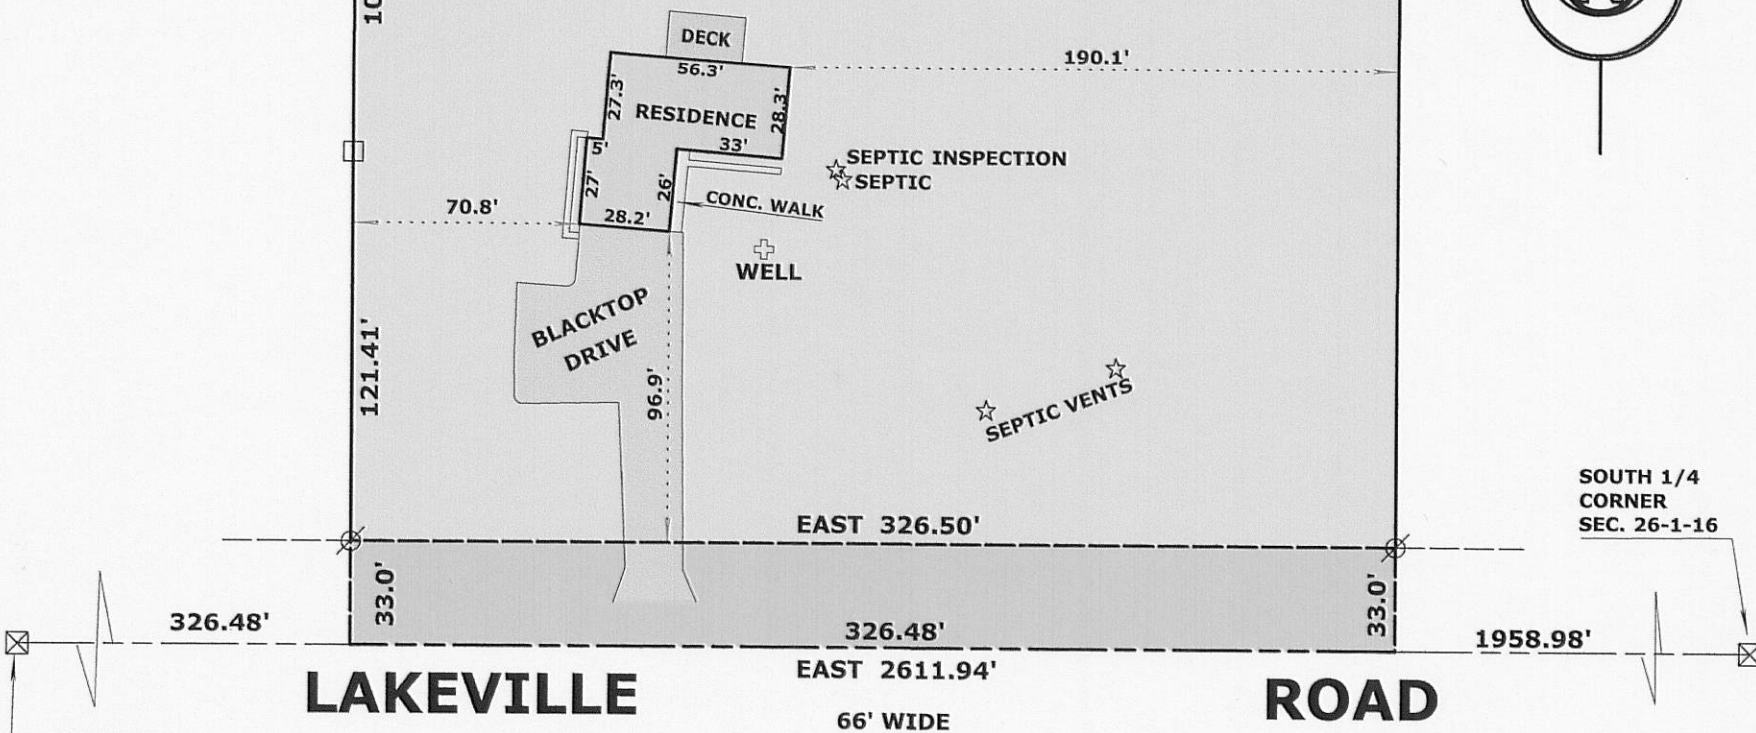 10
DECK
56.3'
190.1'
27.3'
RESIDENCE
28.3'
5'
33'
SEPTIC INSPECTION
SEPTIC
27'
26'
CONC. WALK
70.8'
28.2'
WELL
BLACKTOP
DRIVE
121.41'
96.9'
SEPTIC VENTS
SOUTH 1/4
CORNER
SEC. 26-1-16
EAST 326.50'
33.0'
33.0'
326.48'
326.48'
1958.98'
EAST 2611.94'
LAKEVILLE ROAD
66' WIDE